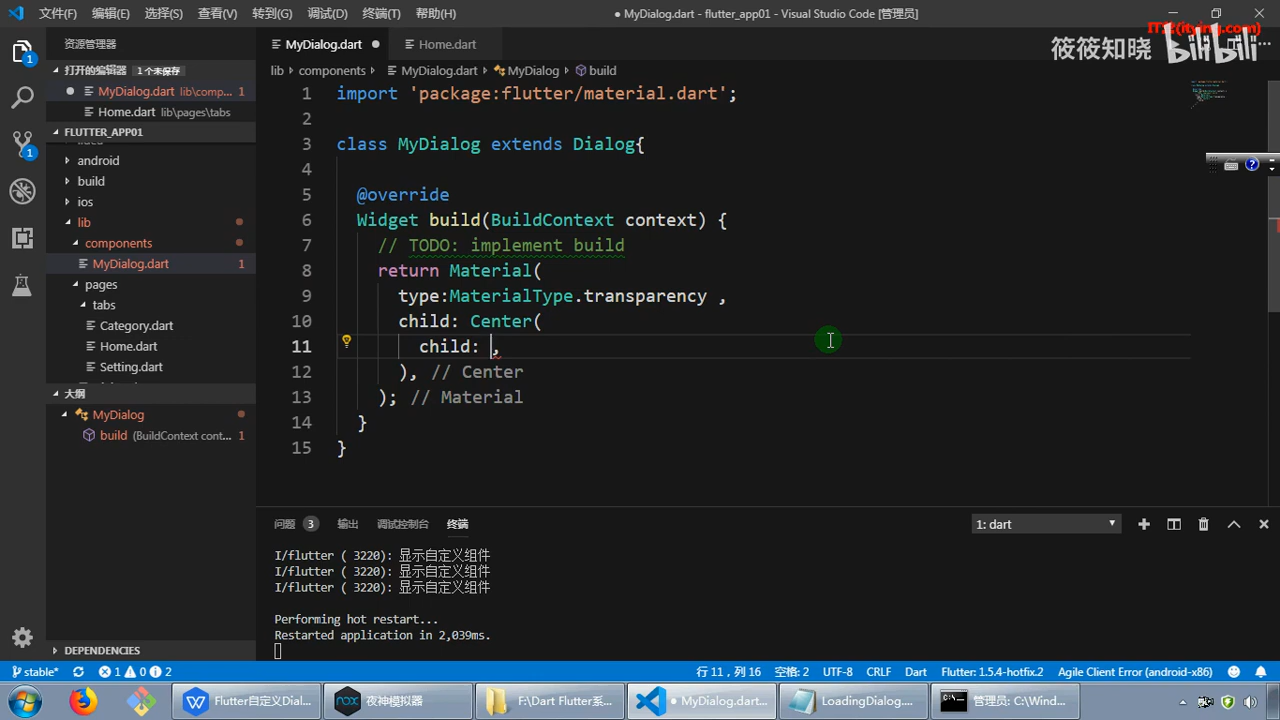 文件(F) 编辑(E) 选择(S) 查看(V) 转到(G) 调试(D) 终端(T) 帮助(H) ● MyDialog.dart - flutter_app01 - Visual Studio Code [管理员]
筱筱知晓 bilibili
资源管理器
打开的编辑器 1 个未保存
● MyDialog.dart lib\comp... 1
Home.dart lib\pages\tabs
FLUTTER_APP01
android
build
ios
lib
components
MyDialog.dart 1
pages
tabs
Category.dart
Home.dart
Setting.dart
大纲
MyDialog
build (BuildContext cont... 1
DEPENDENCIES
MyDialog.dart ● Home.dart
lib ▸ components ▸ MyDialog.dart ▸ MyDialog ▸ build
1 import 'package:flutter/material.dart';
2
3 class MyDialog extends Dialog{
4
5 @override
6 Widget build(BuildContext context) {
7 // TODO: implement build
8 return Material(
9 type:MaterialType.transparency ,
10 child: Center(
11 child: ,
12 ), // Center
13 ); // Material
14 }
15 }
问题 3 输出 调试控制台 终端 1: dart
I/flutter ( 3220): 显示自定义组件
I/flutter ( 3220): 显示自定义组件
I/flutter ( 3220): 显示自定义组件
Performing hot restart...
Restarted application in 2,039ms.
stable* 1 0 2 行 11，列 16 空格: 2 UTF-8 CRLF Dart Flutter: 1.5.4-hotfix.2 Agile Client Error (android-x86) 1
Flutter自定义Dial... 夜神模拟器 F:\Dart Flutter系... ● MyDialog.dart... LoadingDialog.... 管理员: C:\Wind...